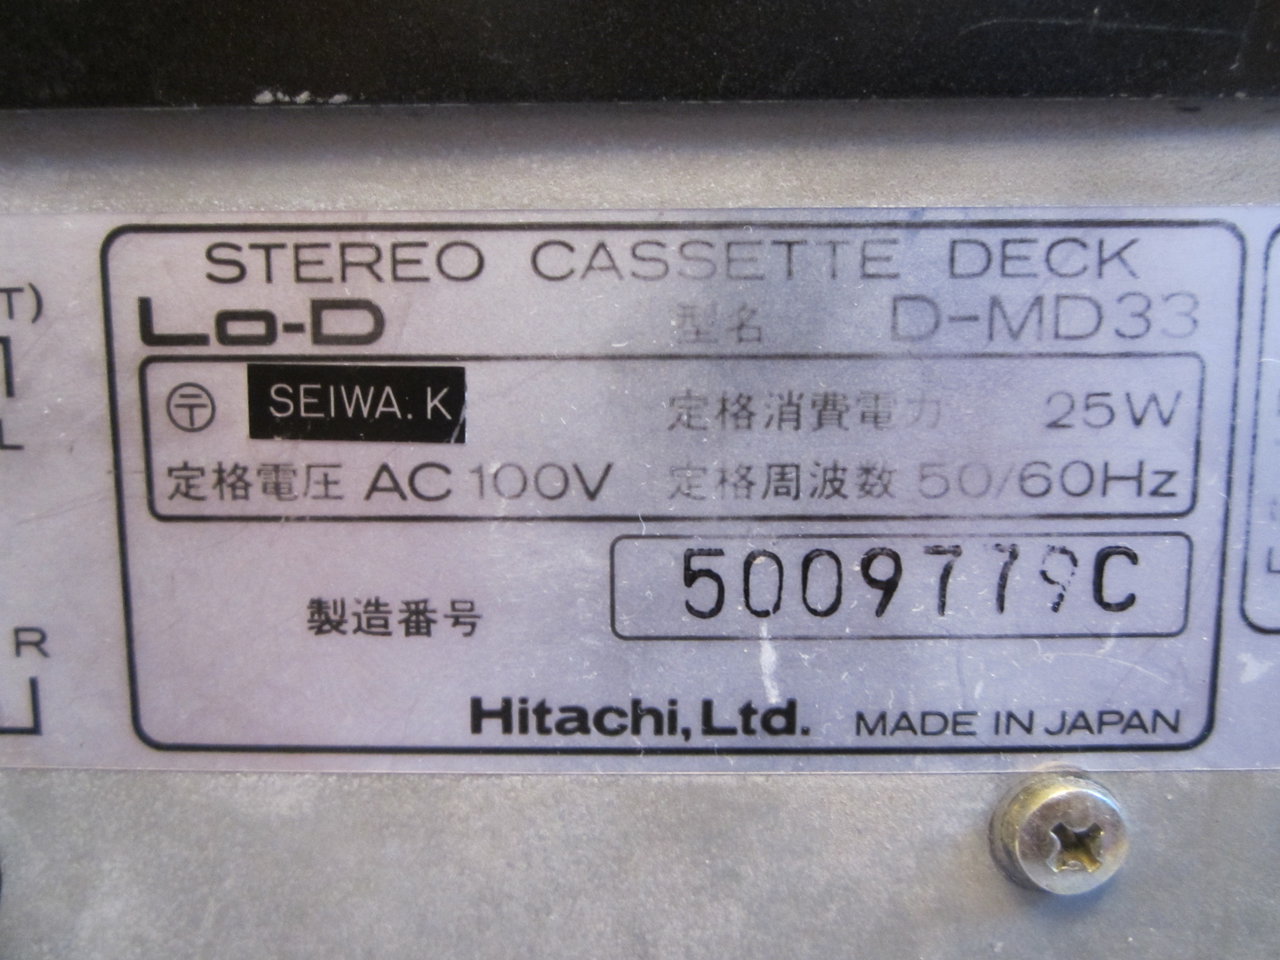 STEREO CASSETTE DECK
Lo-D 型名 D-MD33
〒 SEIWA. K 定格消費電力 25W
定格電圧 AC 100V 定格周波数 50/60Hz
製造番号 5009779C
Hitachi, Ltd. MADE IN JAPAN
T)
L
R